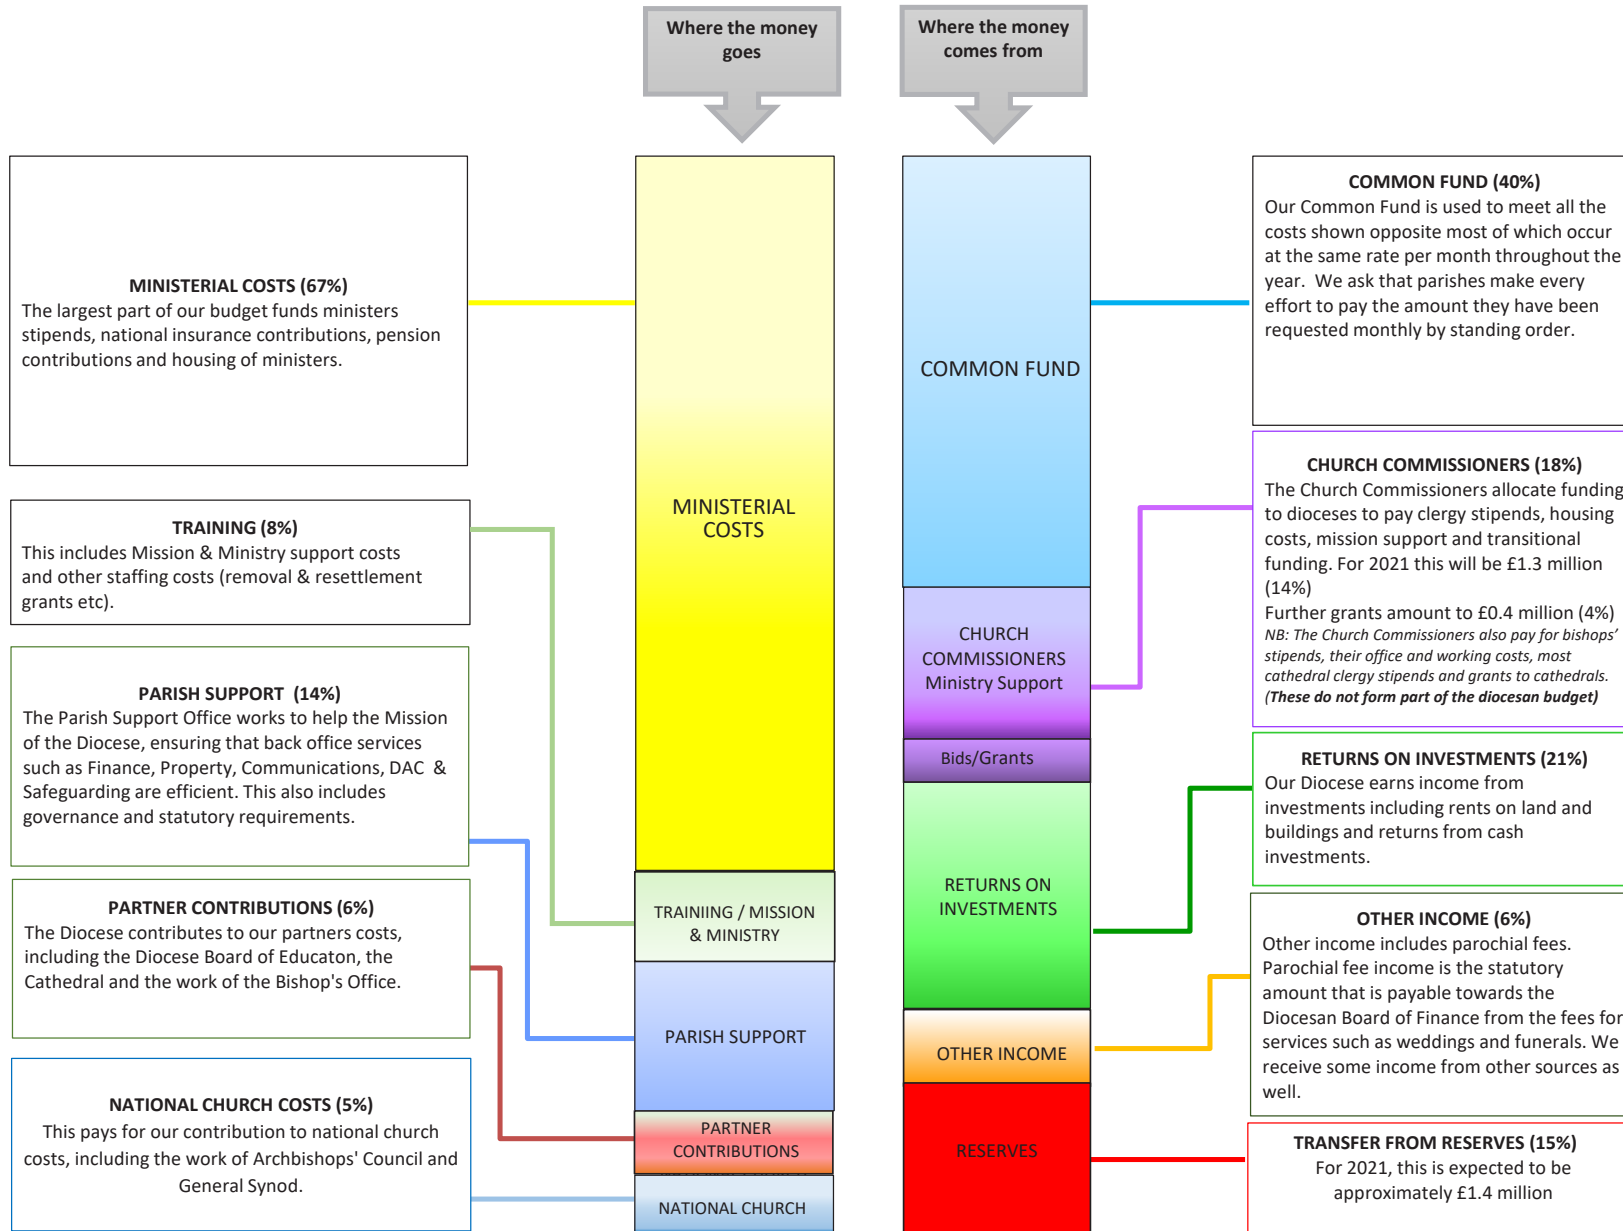 Where the money
goes
Where the money
comes from
MINISTERIAL COSTS (67%)
The largest part of our budget funds ministers
stipends, national insurance contributions, pension
contributions and housing of ministers.
TRAINING (8%)
This includes Mission & Ministry support costs
and other staffing costs (removal & resettlement
grants etc).
PARISH SUPPORT (14%)
The Parish Support Office works to help the Mission
of the Diocese, ensuring that back office services
such as Finance, Property, Communications, DAC &
Safeguarding are efficient. This also includes
governance and statutory requirements.
PARTNER CONTRIBUTIONS (6%)
The Diocese contributes to our partners costs,
including the Diocese Board of Educaton, the
Cathedral and the work of the Bishop's Office.
NATIONAL CHURCH COSTS (5%)
This pays for our contribution to national church
costs, including the work of Archbishops' Council and
General Synod.
MINISTERIAL
COSTS
TRAINIING / MISSION
& MINISTRY
PARISH SUPPORT
PARTNER
CONTRIBUTIONS
NATIONAL CHURCH
COMMON FUND
CHURCH
COMMISSIONERS
Ministry Support
Bids/Grants
RETURNS ON
INVESTMENTS
OTHER INCOME
RESERVES
COMMON FUND (40%)
Our Common Fund is used to meet all the
costs shown opposite most of which occur
at the same rate per month throughout the
year. We ask that parishes make every
effort to pay the amount they have been
requested monthly by standing order.
CHURCH COMMISSIONERS (18%)
The Church Commissioners allocate funding
to dioceses to pay clergy stipends, housing
costs, mission support and transitional
funding. For 2021 this will be £1.3 million
(14%)
Further grants amount to £0.4 million (4%)
NB: The Church Commissioners also pay for bishops'
stipends, their office and working costs, most
cathedral clergy stipends and grants to cathedrals.
(These do not form part of the diocesan budget)
RETURNS ON INVESTMENTS (21%)
Our Diocese earns income from
investments including rents on land and
buildings and returns from cash
investments.
OTHER INCOME (6%)
Other income includes parochial fees.
Parochial fee income is the statutory
amount that is payable towards the
Diocesan Board of Finance from the fees for
services such as weddings and funerals. We
receive some income from other sources as
well.
TRANSFER FROM RESERVES (15%)
For 2021, this is expected to be
approximately £1.4 million